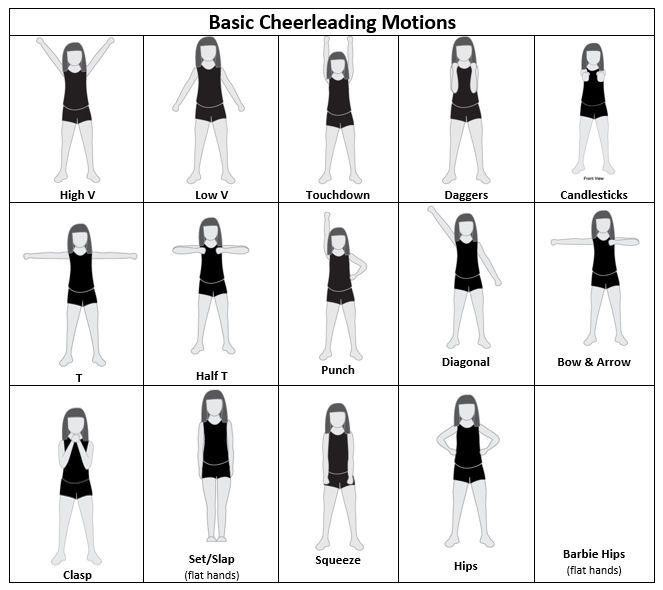 Basic Cheerleading Motions
Front View
High V
Low V
Touchdown
Daggers
Candlesticks
T
Half T
Punch
Diagonal
Bow & Arrow
Clasp
Set/Slap
(flat hands)
Squeeze
Hips
Barbie Hips
(flat hands)